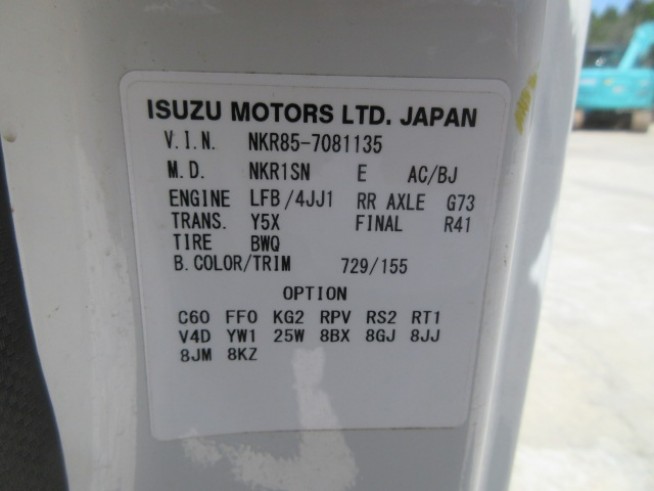 ISUZU MOTORS LTD. JAPAN
V.I.N. NKR85-7081135
M.D. NKR1SN E AC/BJ
ENGINE LFB/4JJ1 RR AXLE G73
TRANS. Y5X FINAL R41
TIRE BWQ
B.COLOR/TRIM 729/155
OPTION
C60 FFO KG2 RPV RS2 RT1
V4D YW1 25W 8BX 8GJ 8JJ
8JM 8KZ